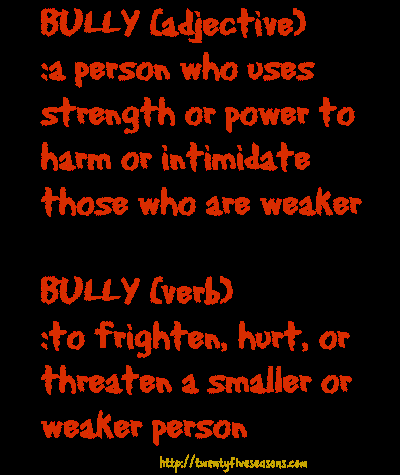 BULLY (adjective)
:a person who uses
strength or power to
harm or intimidate
those who are weaker
BULLY (verb)
:to frighten, hurt, or
threaten a smaller or
weaker person
http://twentyfiveseasons.com